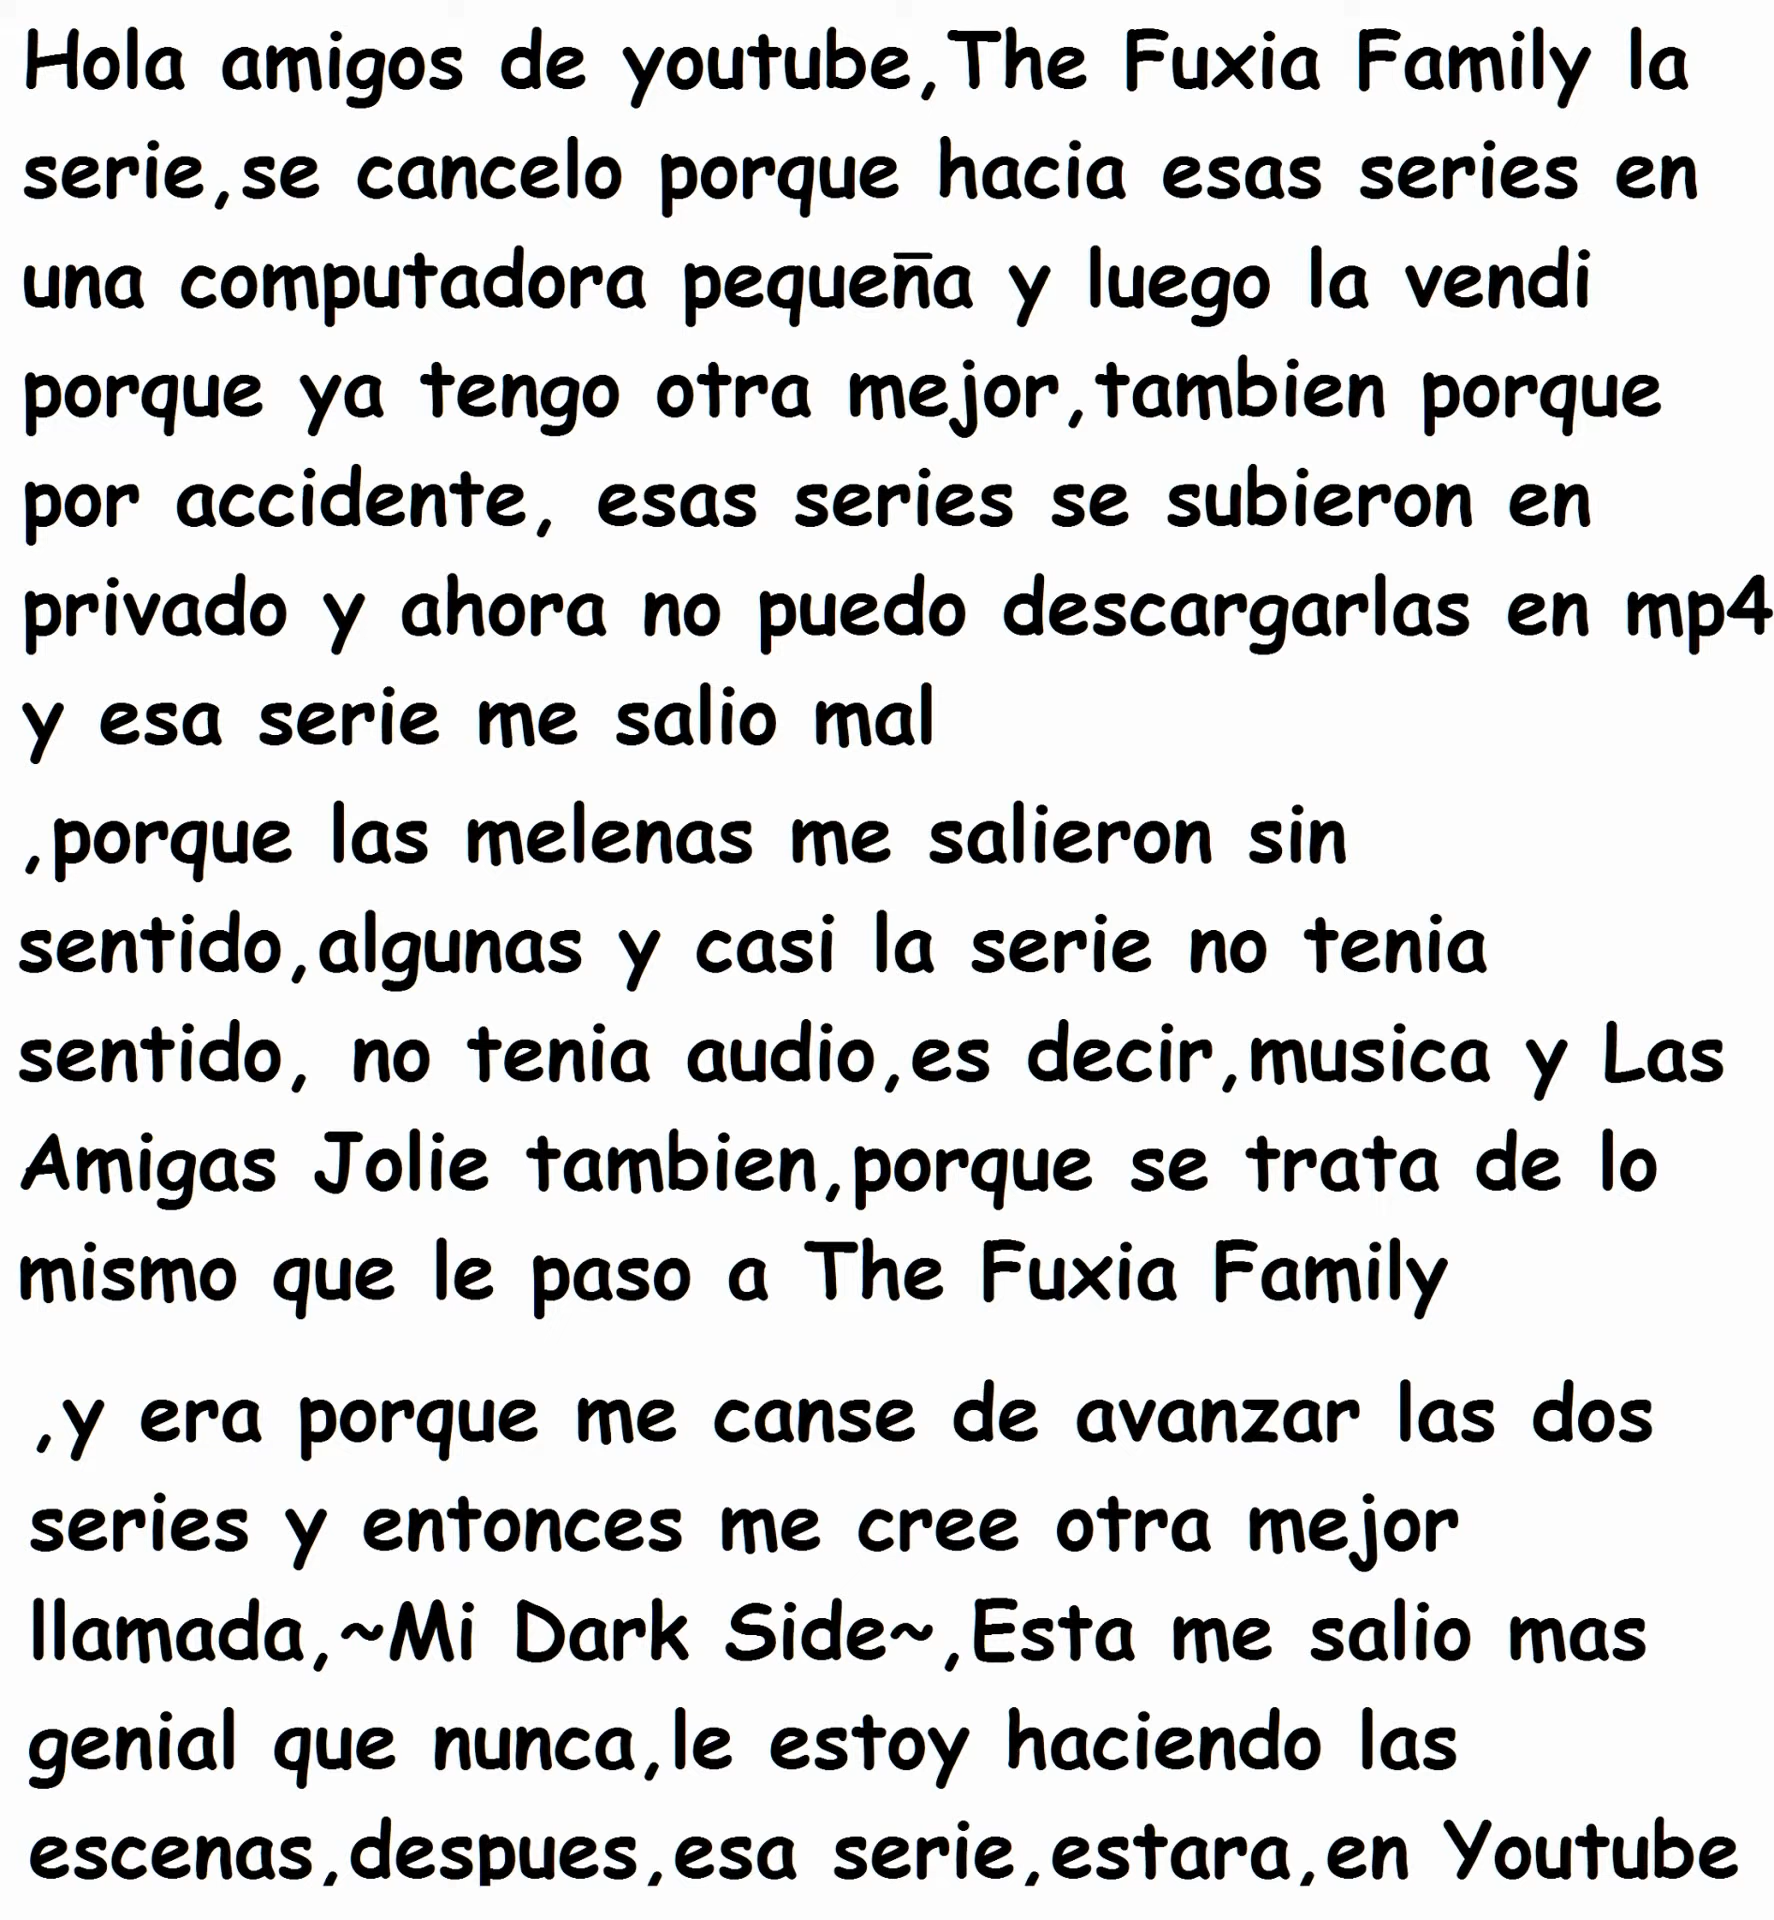 Hola amigos de youtube,The Fuxia Family la
serie,se cancelo porque hacia esas series en
una computadora pequeña y luego la vendi
porque ya tengo otra mejor,tambien porque
por accidente, esas series se subieron en
privado y ahora no puedo descargarlas en mp4
y esa serie me salio mal
,porque las melenas me salieron sin
sentido,algunas y casi la serie no tenia
sentido, no tenia audio,es decir,musica y Las
Amigas Jolie tambien,porque se trata de lo
mismo que le paso a The Fuxia Family
,y era porque me canse de avanzar las dos
series y entonces me cree otra mejor
llamada,~Mi Dark Side~,Esta me salio mas
genial que nunca,le estoy haciendo las
escenas,despues,esa serie,estara,en Youtube